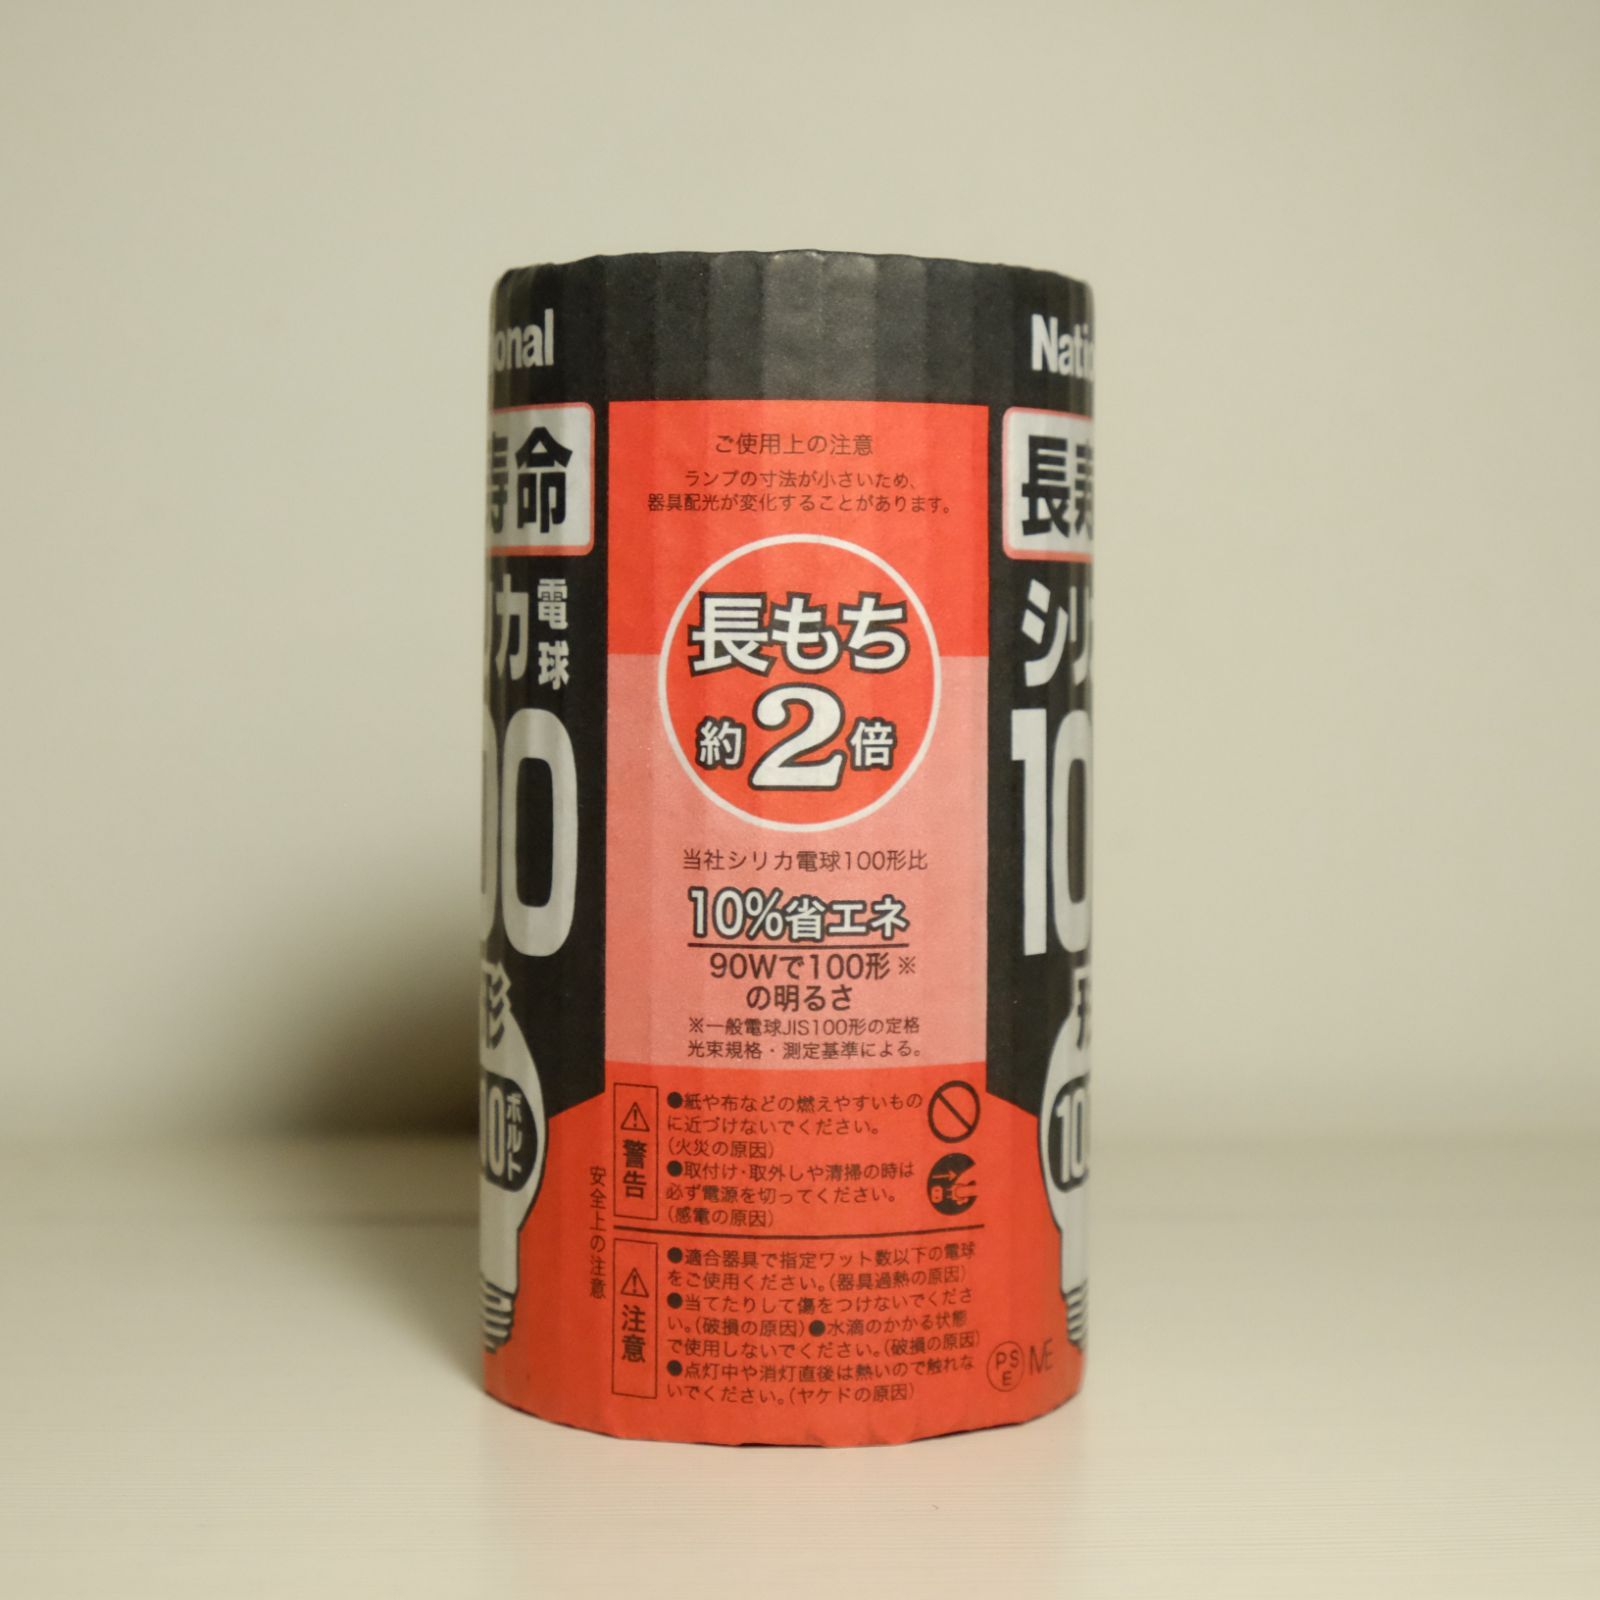 onal
寿命
リカ電球
00
形
10ボルト
ご使用上の注意
ランプの寸法が小さいため、
器具配光が変化することがあります。
長もち
約2倍
当社シリカ電球100形比
10%省エネ
90Wで100形※
の明るさ
※一般電球JIS100形の定格
光束規格・測定基準による。
安全上の注意
警告
●紙や布などの燃えやすいもの
に近づけないでください。
(火災の原因)
●取付け・取外しや清掃の時は
必ず電源を切ってください。
(感電の原因)
注意
●適合器具で指定ワット数以下の電球
をご使用ください。(器具過熱の原因)
●当てたりして傷をつけないでくださ
い。(破損の原因)●水滴のかかる状態
で使用しないでください。(破損の原因)
●点灯中や消灯直後は熱いので触れな
いでください。(ヤケドの原因)
PSE
Natio
長寿
シリ
10
形
10